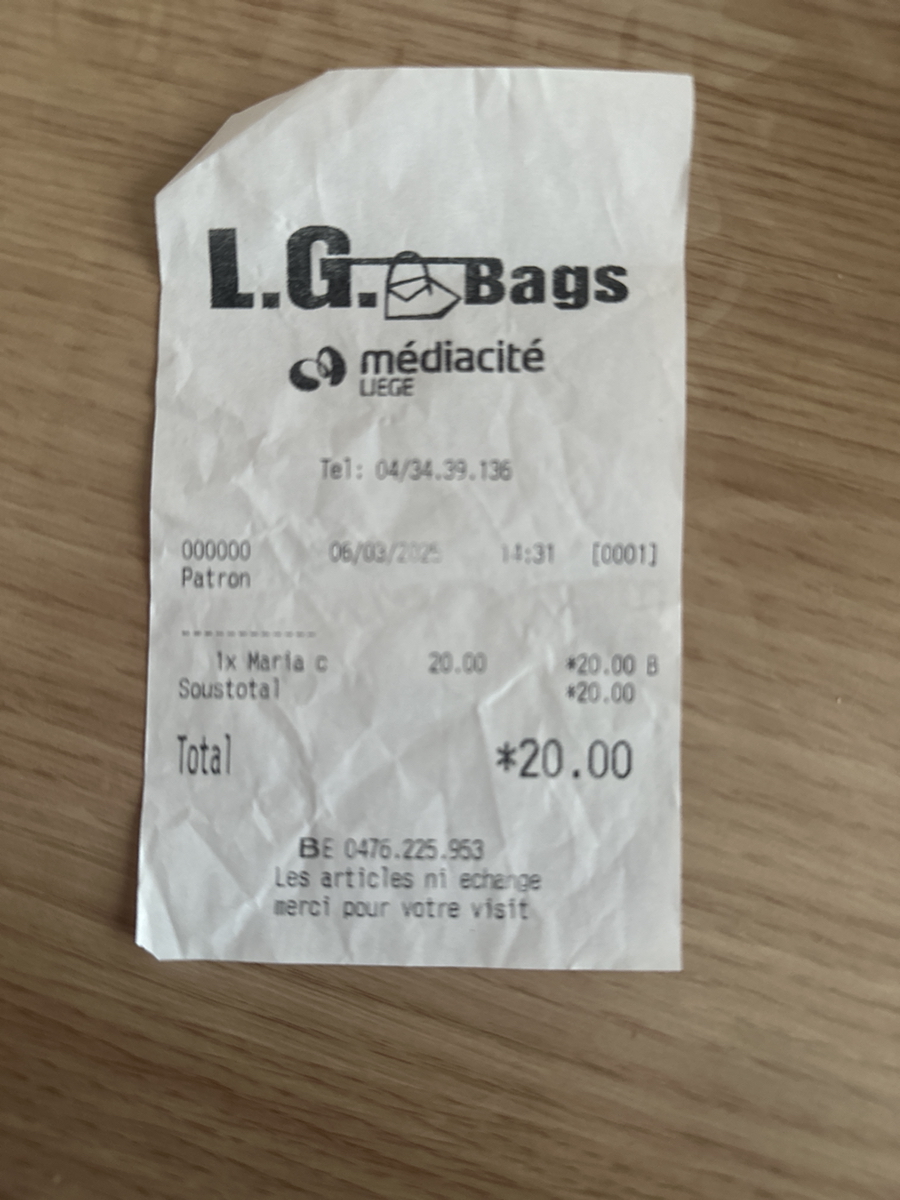 L.G. Bags
médiacité
LIEGE
Tel: 04/34.39.136
000000 06/03/2025 14:31 [0001]
Patron
------------
1x Maria c 20.00 *20.00 B
Soustotal *20.00
Total *20.00
BE 0476.225.953
Les articles ni echange
merci pour votre visit